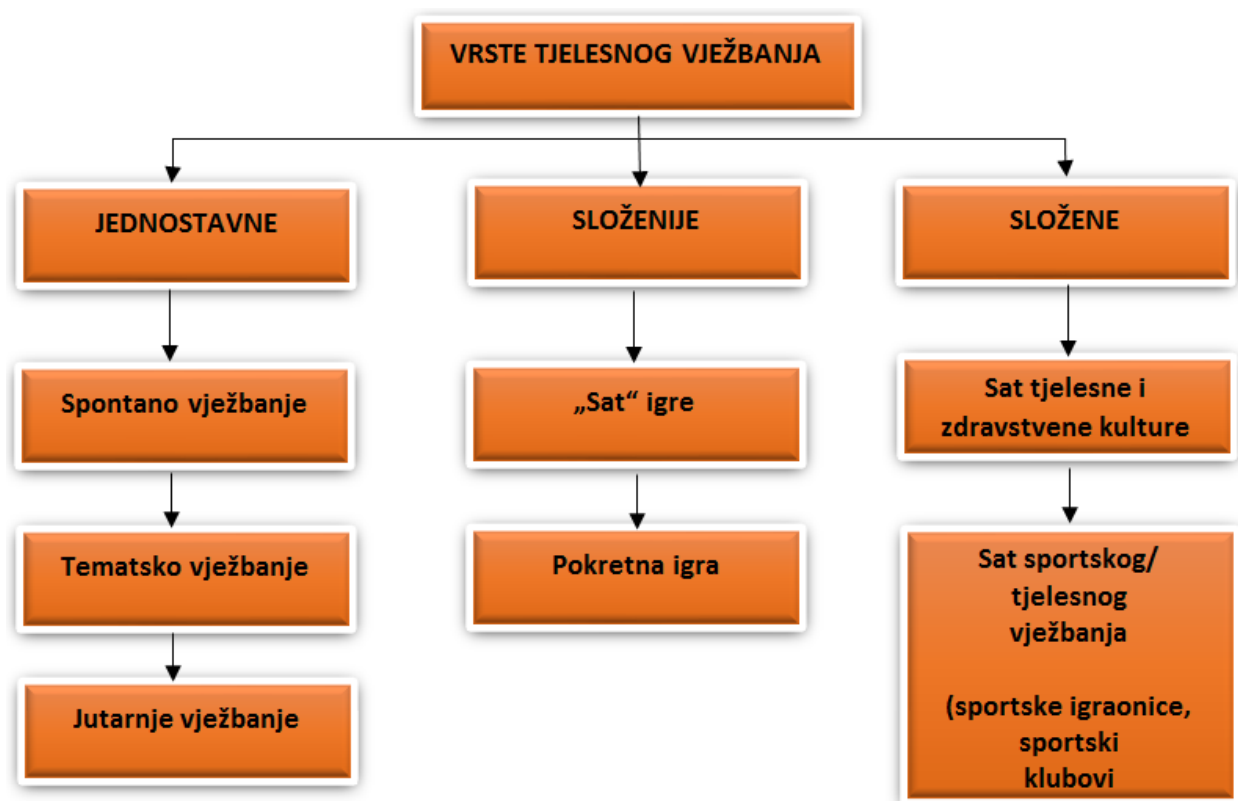 VRSTE TJELESNOG VJEŽBANJA
JEDNOSTAVNE
SLOŽENIJE
SLOŽENE
Spontano vježbanje
„Sat“ igre
Sat tjelesne i
zdravstvene kulture
Tematsko vježbanje
Pokretna igra
Sat sportskog/
tjelesnog
vježbanja
(sportske igraonice,
sportski
klubovi
Jutarnje vježbanje